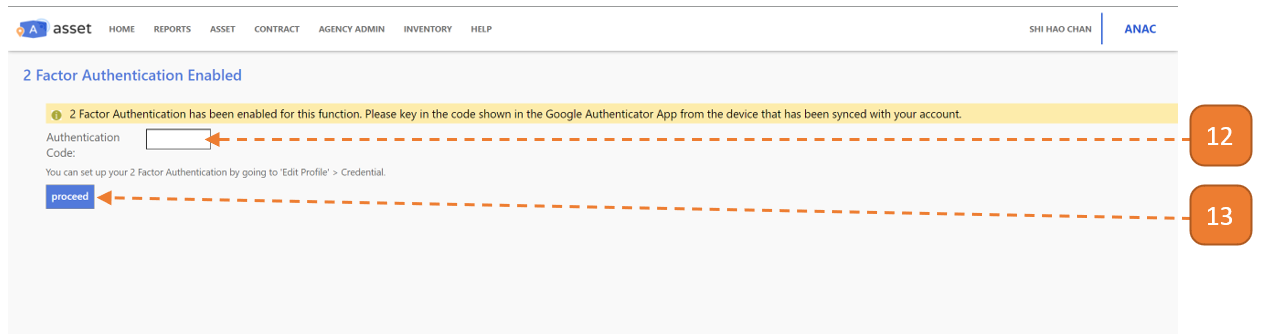 A asset HOME REPORTS ASSET CONTRACT AGENCY ADMIN INVENTORY HELP SHI HAO CHAN ANAC
2 Factor Authentication Enabled
2 Factor Authentication has been enabled for this function. Please key in the code shown in the Google Authenticator App from the device that has been synced with your account.
Authentication
Code:
12
You can set up your 2 Factor Authentication by going to 'Edit Profile' > Credential.
proceed
13